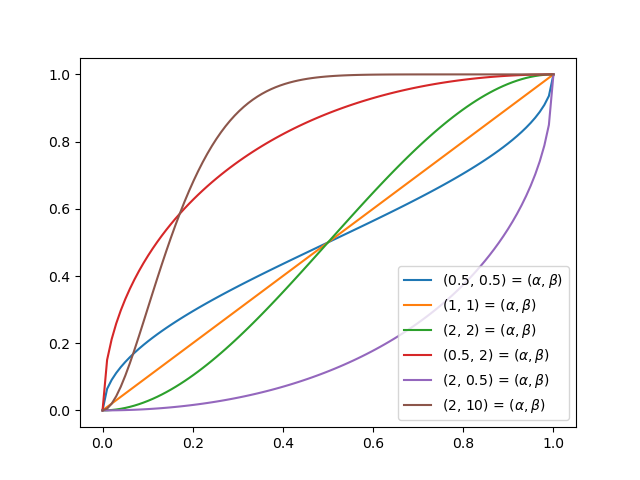 1.0
0.8
0.6
0.4
0.2
0.0
0.0 0.2 0.4 0.6 0.8 1.0
(0.5, 0.5) = (α, β)
(1, 1) = (α, β)
(2, 2) = (α, β)
(0.5, 2) = (α, β)
(2, 0.5) = (α, β)
(2, 10) = (α, β)